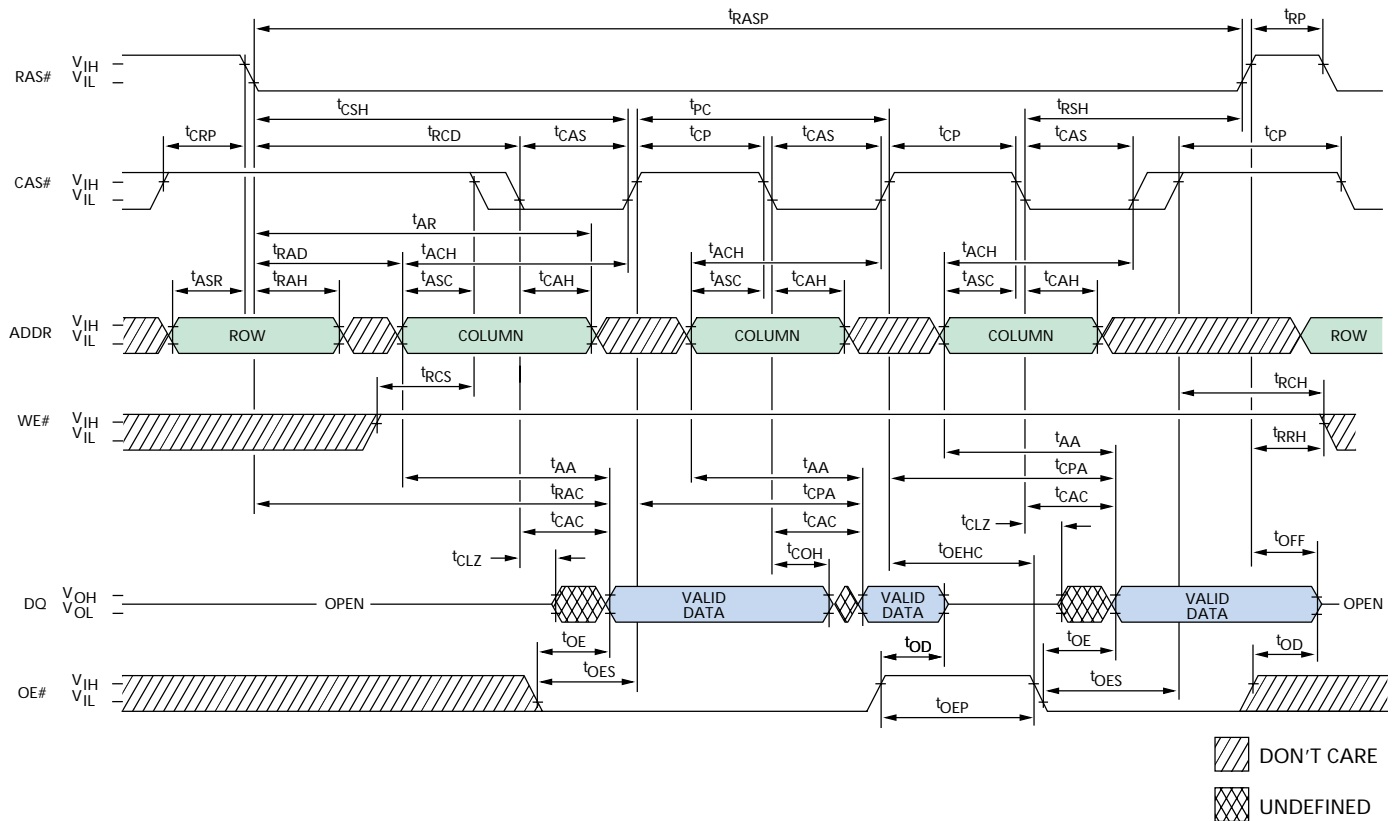 tRASP tRP
RAS# VIH
VIL
tCSH tPC tRSH
tCRP tRCD tCAS tCP tCAS tCP tCAS tCP
CAS# VIH
VIL
tAR
tRAD tACH tACH tACH
tASR tRAH tASC tCAH tASC tCAH tASC tCAH
ADDR VIH
VIL
ROW COLUMN COLUMN COLUMN ROW
tRCS tRCH
WE# VIH
VIL
tRRH
tAA tAA tAA
tRAC tCPA tCPA
tCAC tCAC tCAC
tCLZ tCOH tOEHC tCLZ tOFF
DQ VOH
VOL
OPEN VALID DATA VALID DATA VALID DATA OPEN
tOE tOD tOE tOD
tOES tOES
OE# VIH
VIL
tOEP
DON'T CARE
UNDEFINED